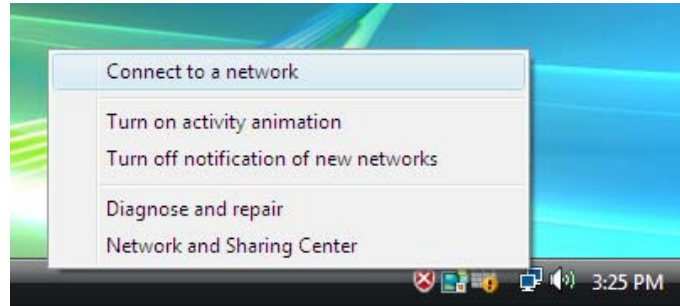 Connect to a network
Turn on activity animation
Turn off notification of new networks
Diagnose and repair
Network and Sharing Center
3:25 PM